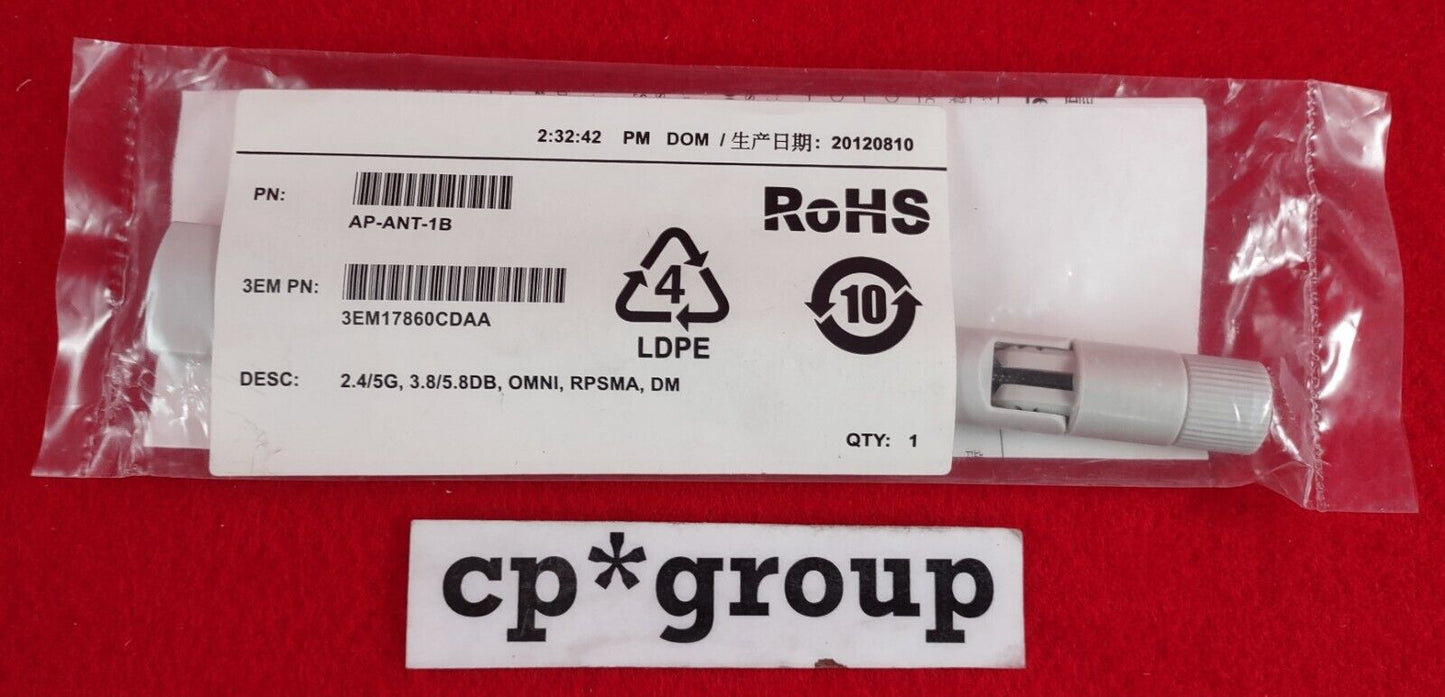 2:32:42 PM DOM / 生产日期: 20120810
PN:
AP-ANT-1B
RoHS
3EM PN:
3EM17860CDAA
4
LDPE
10
DESC: 2.4/5G, 3.8/5.8DB, OMNI, RPSMA, DM
QTY: 1
cp*group